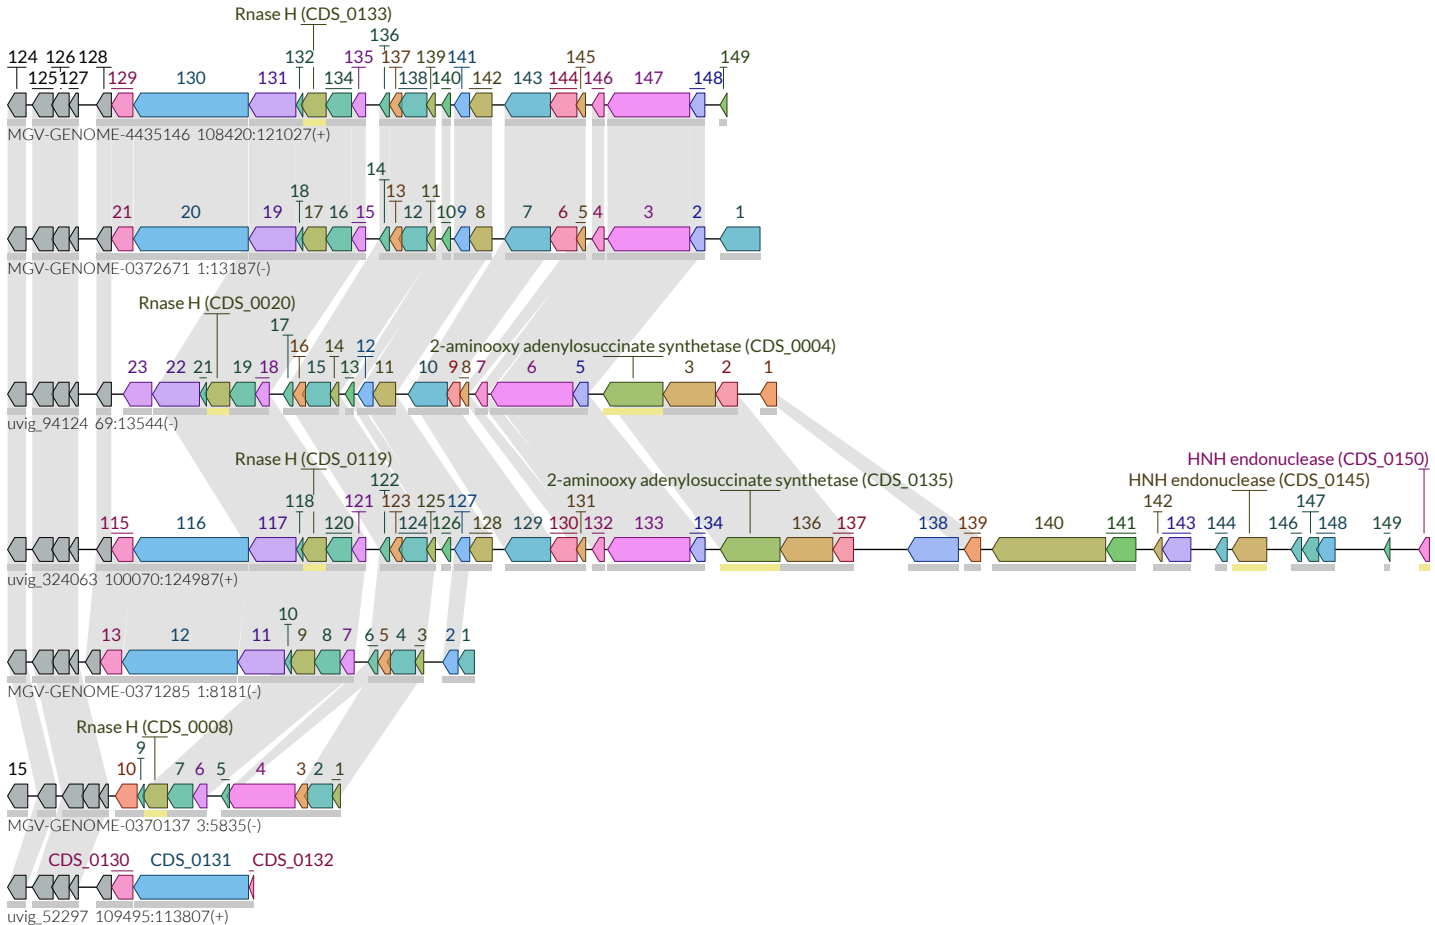 Rnase H (CDS_0133)
136
124 126 128 132 135 137 139 141 145 149
125 127 129 130 131 134 138 140 142 143 144 146 147 148
MGV-GENOME-4435146 108420:121027(+)
14
18 13 11
21 20 19 17 16 15 12 10 9 8 7 6 5 4 3 2 1
MGV-GENOME-0372671 1:13187(-)
Rnase H (CDS_0020)
17
16 14 12 2-aminooxy adenylosuccinate synthetase (CDS_0004)
23 22 21 19 18 15 13 11 10 9 8 7 6 5 3 2 1
uvig_94124 69:13544(-)
Rnase H (CDS_0119) HNH endonuclease (CDS_0150)
122 2-aminooxy adenylosuccinate synthetase (CDS_0135) HNH endonuclease (CDS_0145)
118 121 123 125 127 131 142 147
115 116 117 120 124 126 128 129 130 132 133 134 136 137 138 139 140 141 143 144 146 148 149
uvig_324063 100070:124987(+)
10
13 12 11 9 8 7 6 5 4 3 2 1
MGV-GENOME-0371285 1:8181(-)
Rnase H (CDS_0008)
9
15 10 7 6 5 4 3 2 1
MGV-GENOME-0370137 3:5835(-)
CDS_0130 CDS_0131 CDS_0132
uvig_52297 109495:113807(+)